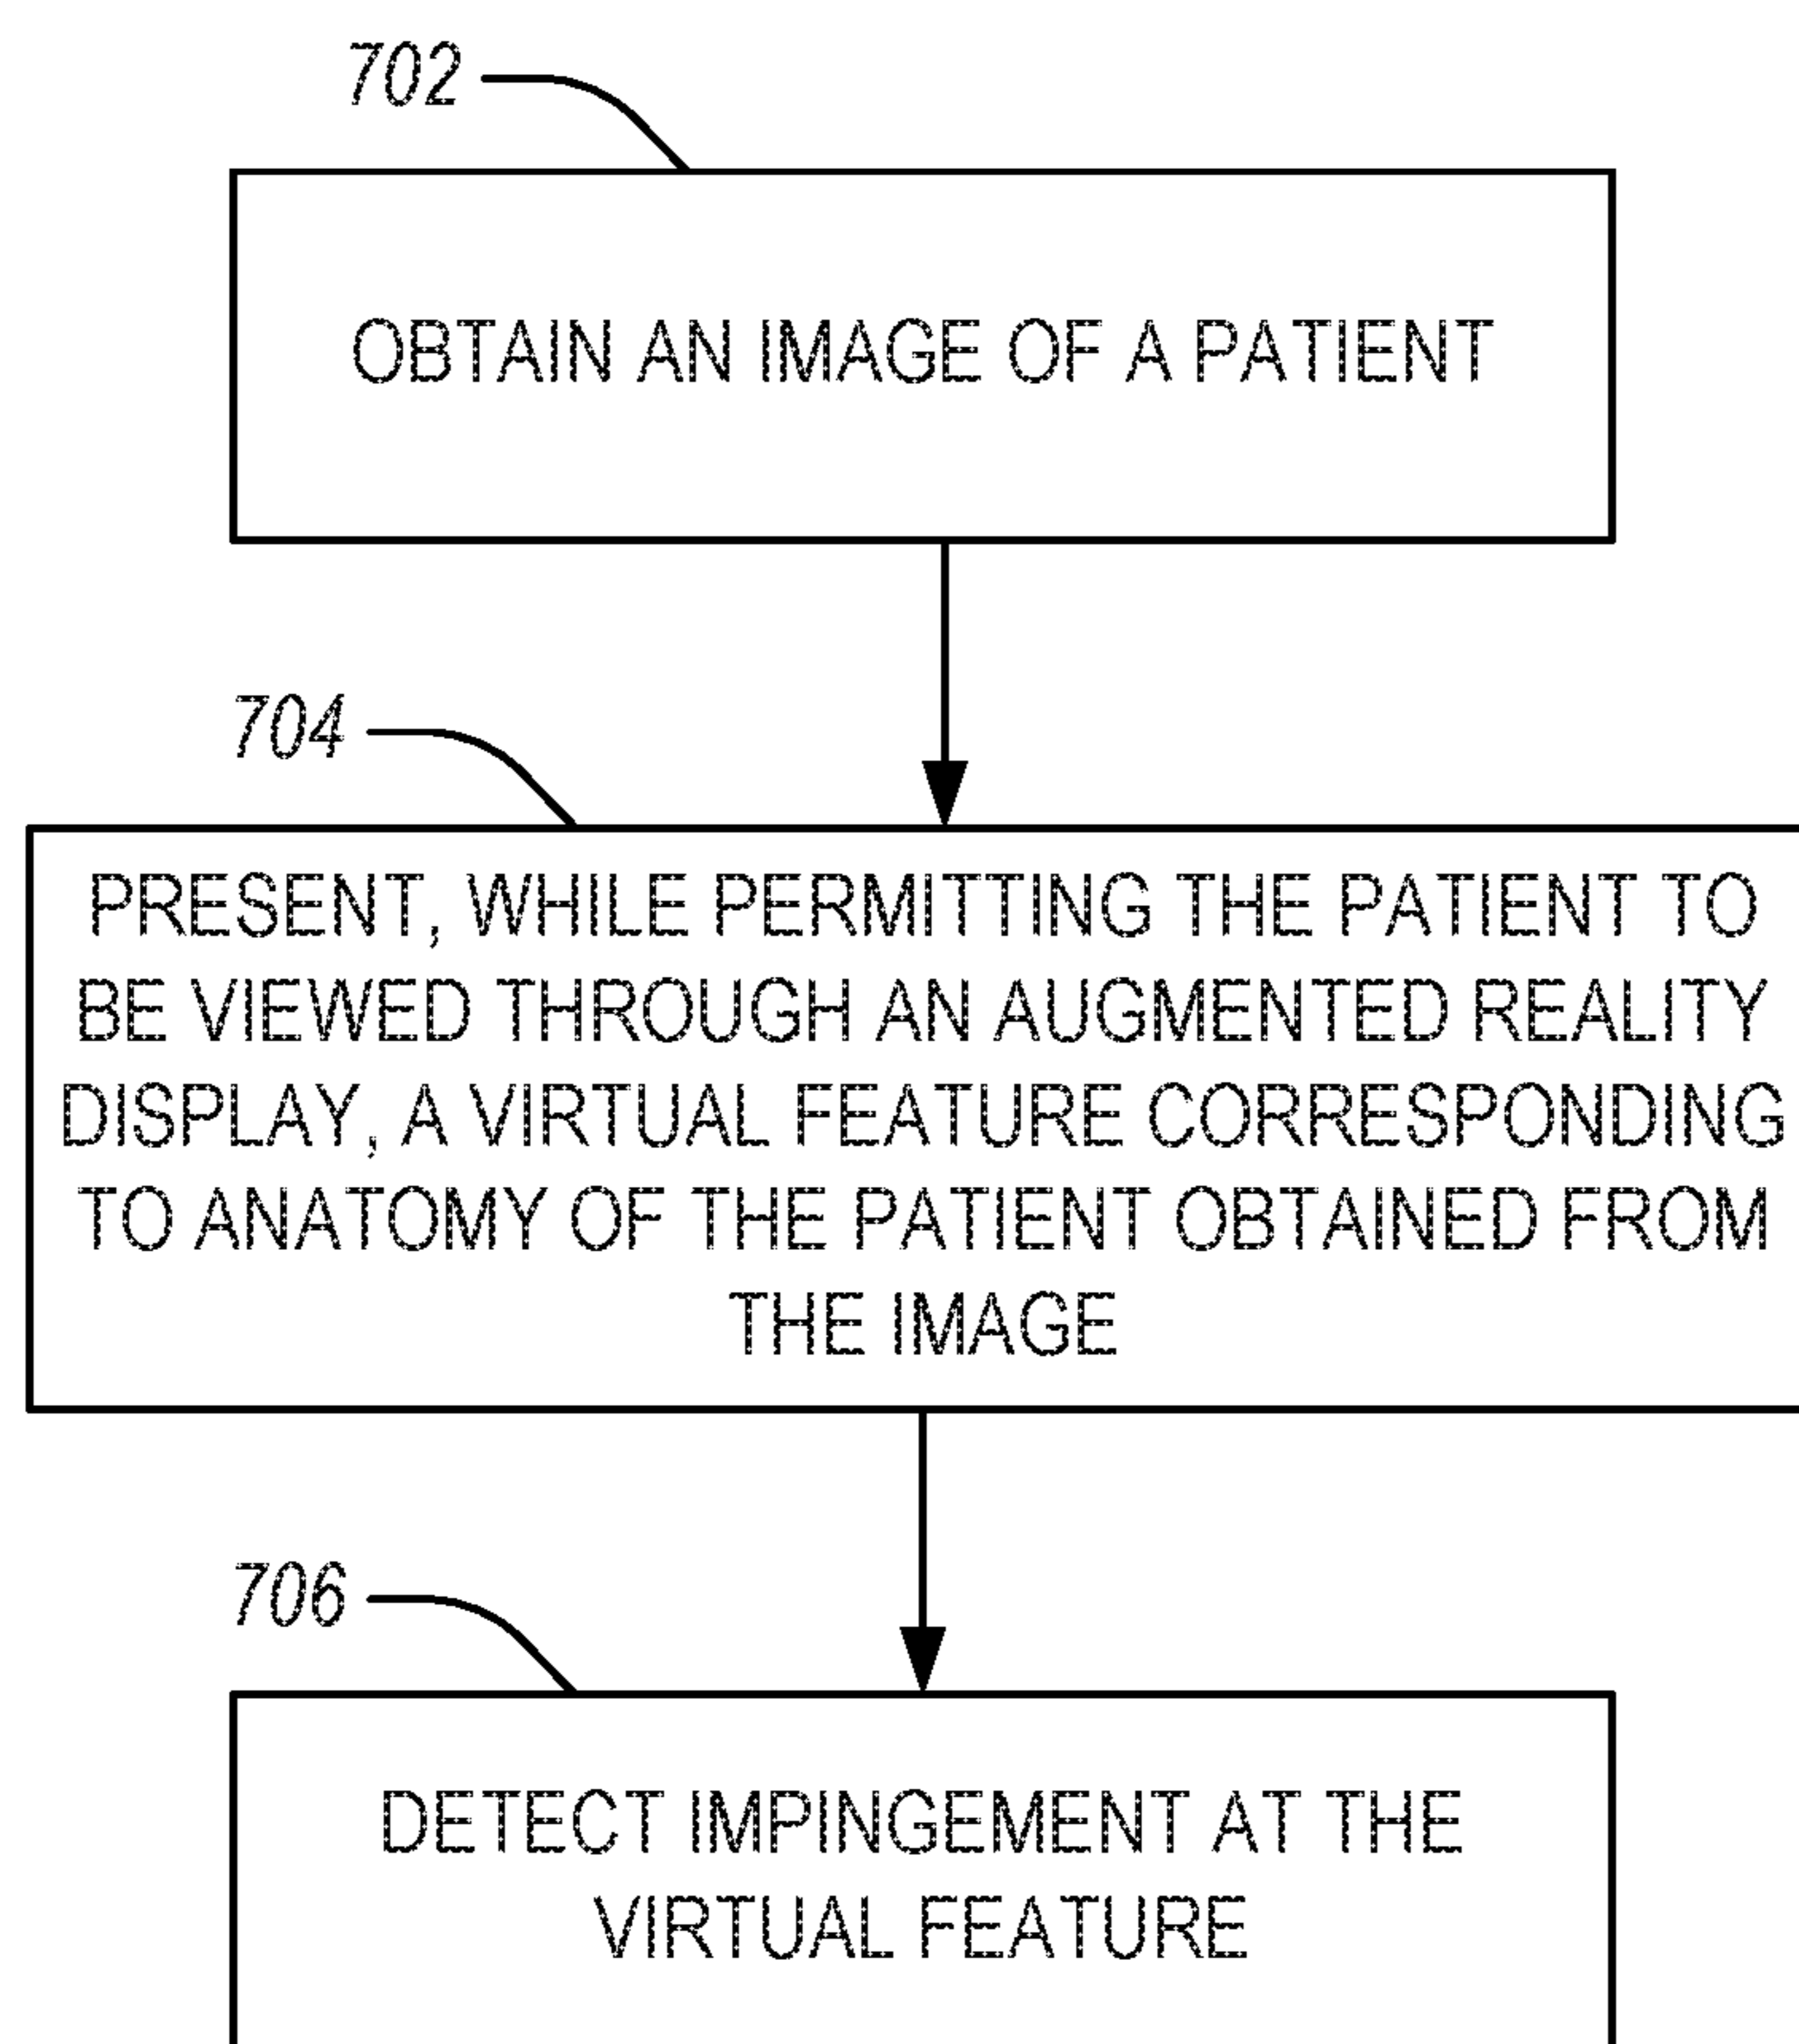 702
OBTAIN AN IMAGE OF A PATIENT
704
PRESENT, WHILE PERMITTING THE PATIENT TO
BE VIEWED THROUGH AN AUGMENTED REALITY
DISPLAY, A VIRTUAL FEATURE CORRESPONDING
TO ANATOMY OF THE PATIENT OBTAINED FROM
THE IMAGE
706
DETECT IMPINGEMENT AT THE
VIRTUAL FEATURE